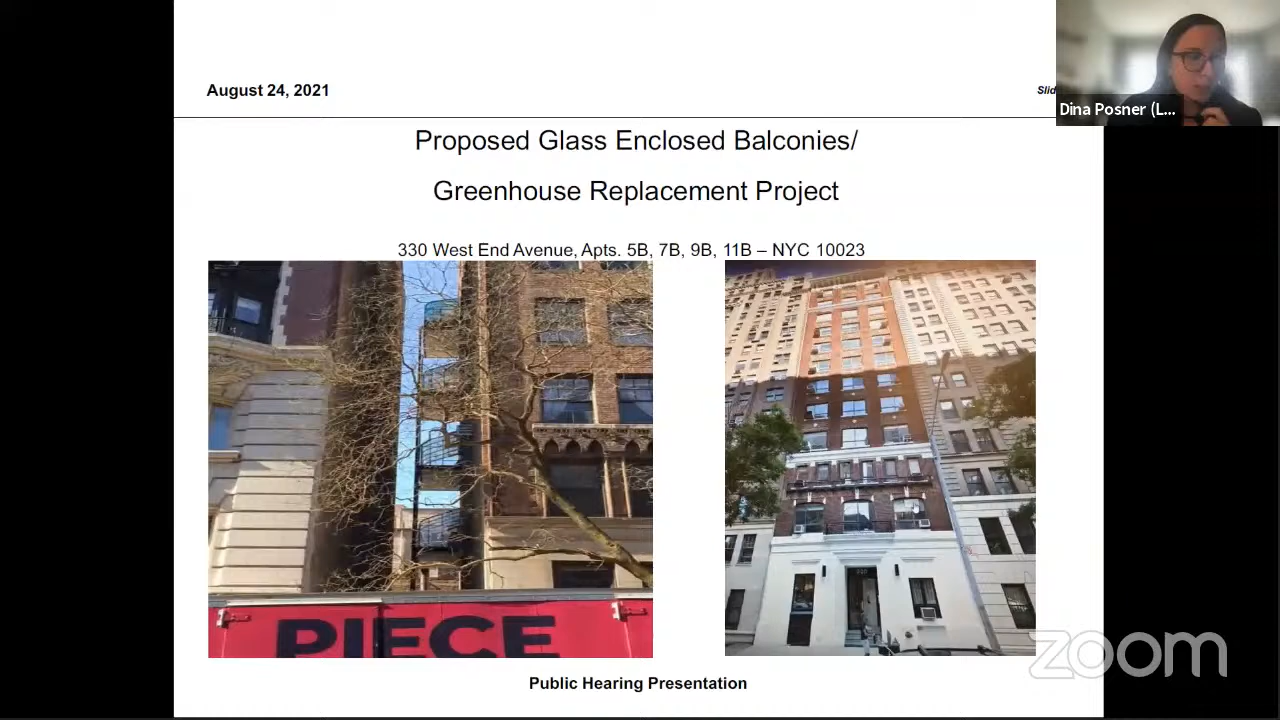 August 24, 2021
Slid
Dina Posner (L...
Proposed Glass Enclosed Balconies/
Greenhouse Replacement Project
330 West End Avenue, Apts. 5B, 7B, 9B, 11B – NYC 10023
PIECE
Public Hearing Presentation
zoom